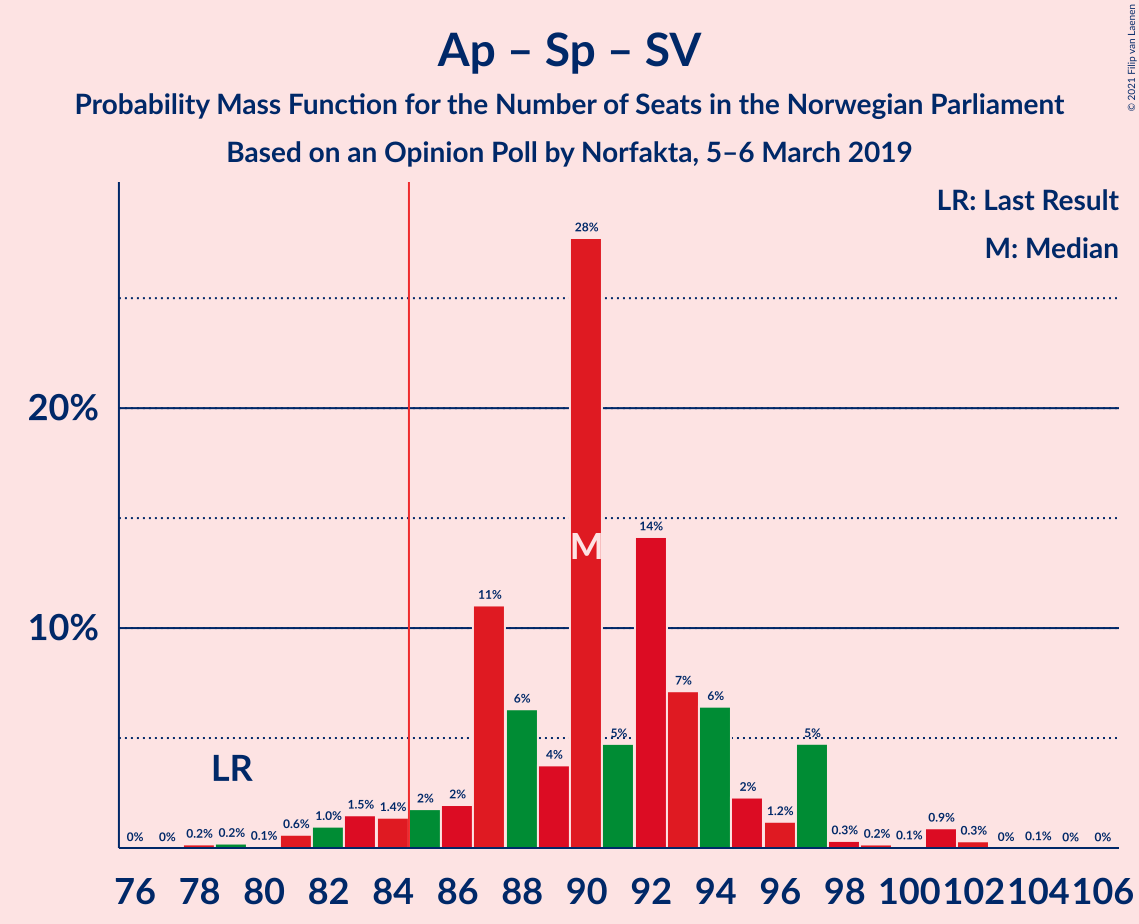 Ap – Sp – SV
Probability Mass Function for the Number of Seats in the Norwegian Parliament
Based on an Opinion Poll by Norfakta, 5–6 March 2019
© 2021 Filip van Laenen
LR: Last Result
M: Median
20%
10%
LR
M
0% 0% 0.2% 0.2% 0.1% 0.6% 1.0% 1.5% 1.4% 2% 2% 11% 6% 4% 28% 5% 14% 7% 6% 2% 1.2% 5% 0.3% 0.2% 0.1% 0.9% 0.3% 0% 0.1% 0% 0%
76 78 80 82 84 86 88 90 92 94 96 98 100 102 104 106